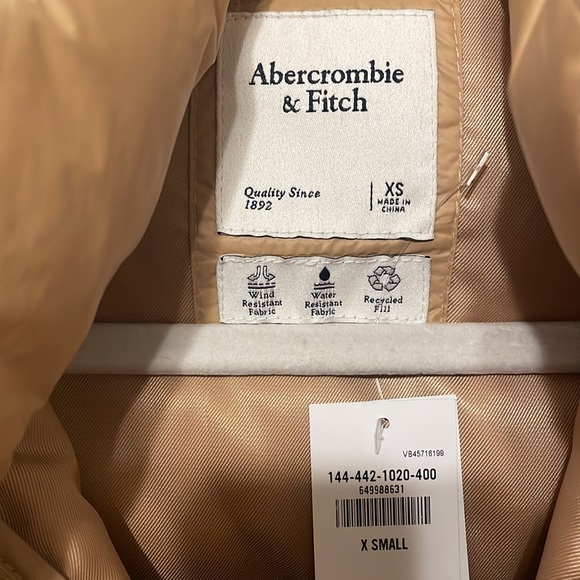 Abercrombie
& Fitch
Quality Since
1892
XS
MADE IN
CHINA
Wind
Resistant
Fabric
Water
Resistant
Fabric
Recycled
Fill
VB45716199
144-442-1020-400
649988631
X SMALL